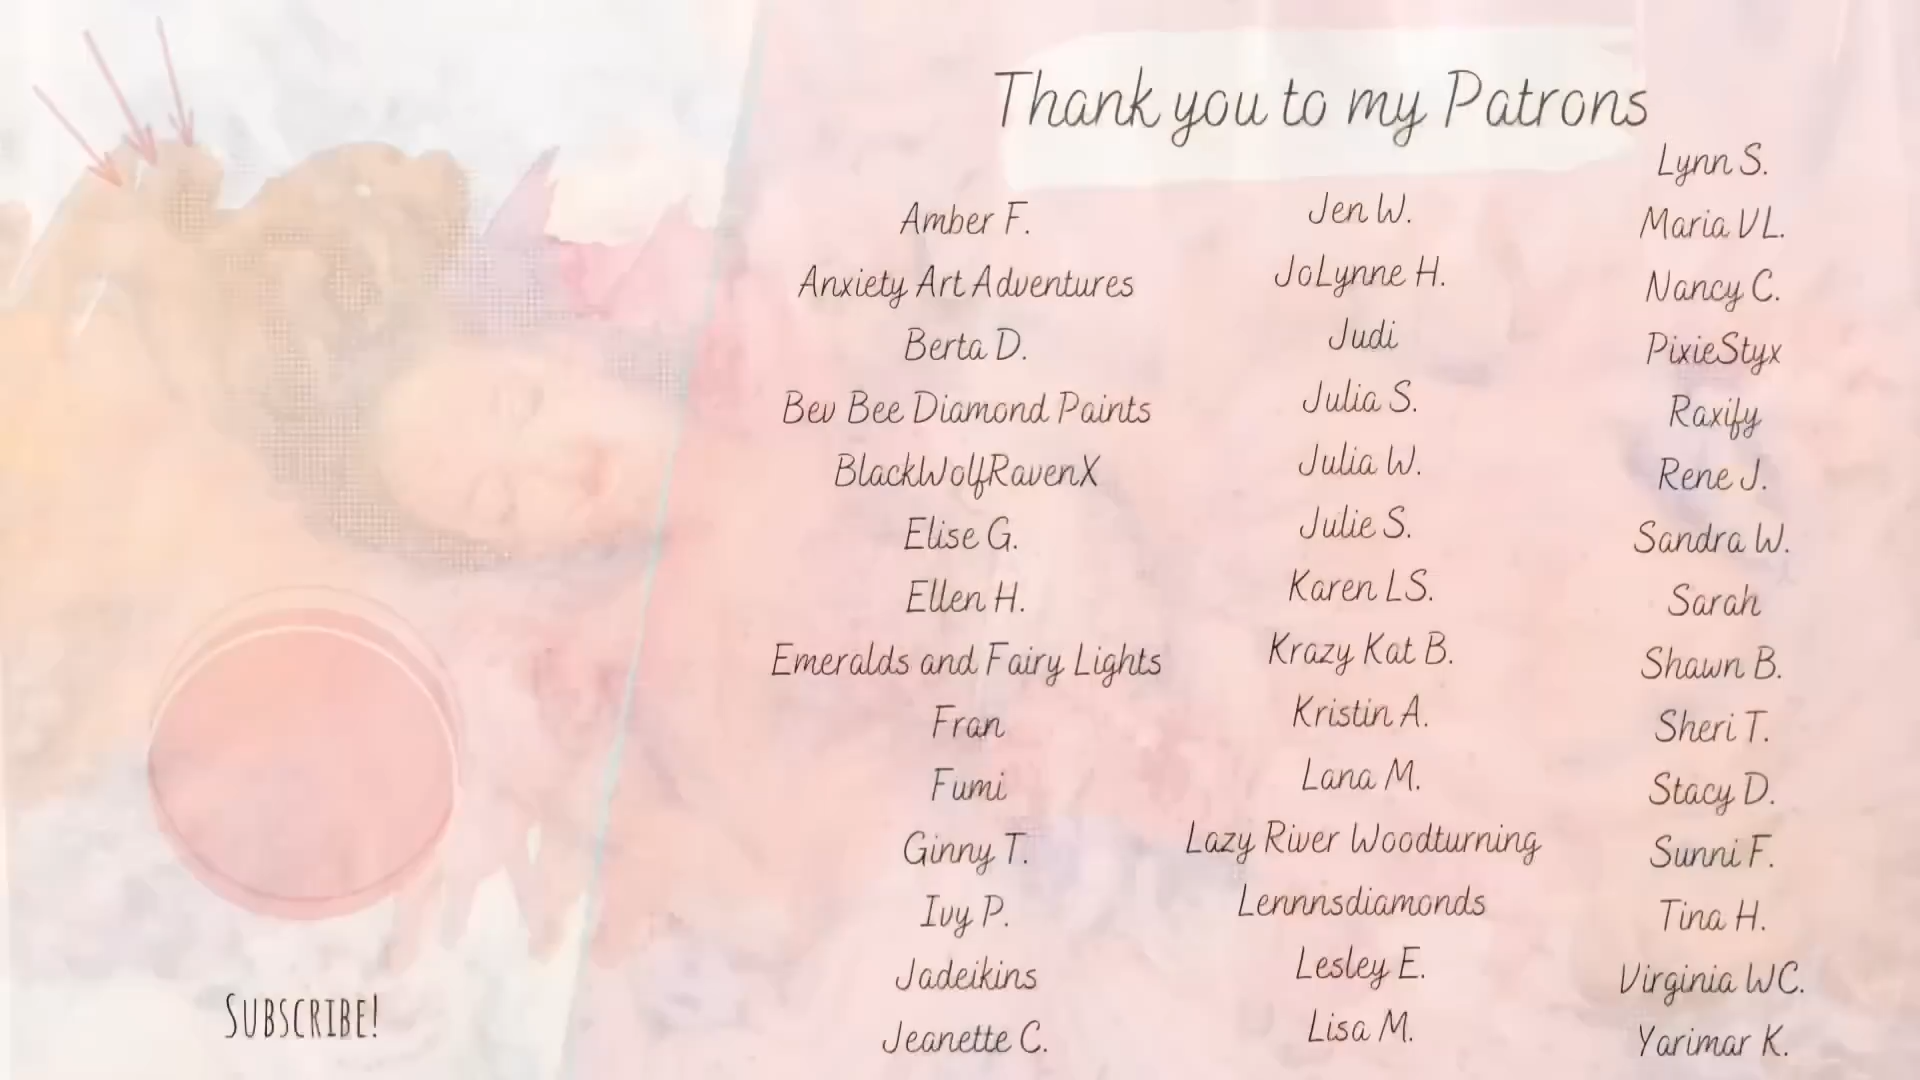 Thank you to my Patrons
Amber F.
Anxiety Art Adventures
Berta D.
Bev Bee Diamond Paints
BlackWolfRavenX
Elise G.
Ellen H.
Emeralds and Fairy Lights
Fran
Fumi
Ginny T.
Ivy P.
Jadeikins
Jeanette C.
Jen W.
JoLynne H.
Judi
Julia S.
Julia W.
Julie S.
Karen LS.
Krazy Kat B.
Kristin A.
Lana M.
Lazy River Woodturning
Lennnsdiamonds
Lesley E.
Lisa M.
Lynn S.
Maria VL.
Nancy C.
PixieStyx
Raxify
Rene J.
Sandra W.
Sarah
Shawn B.
Sheri T.
Stacy D.
Sunni F.
Tina H.
Virginia WC.
Yarimar K.
SUBSCRIBE!